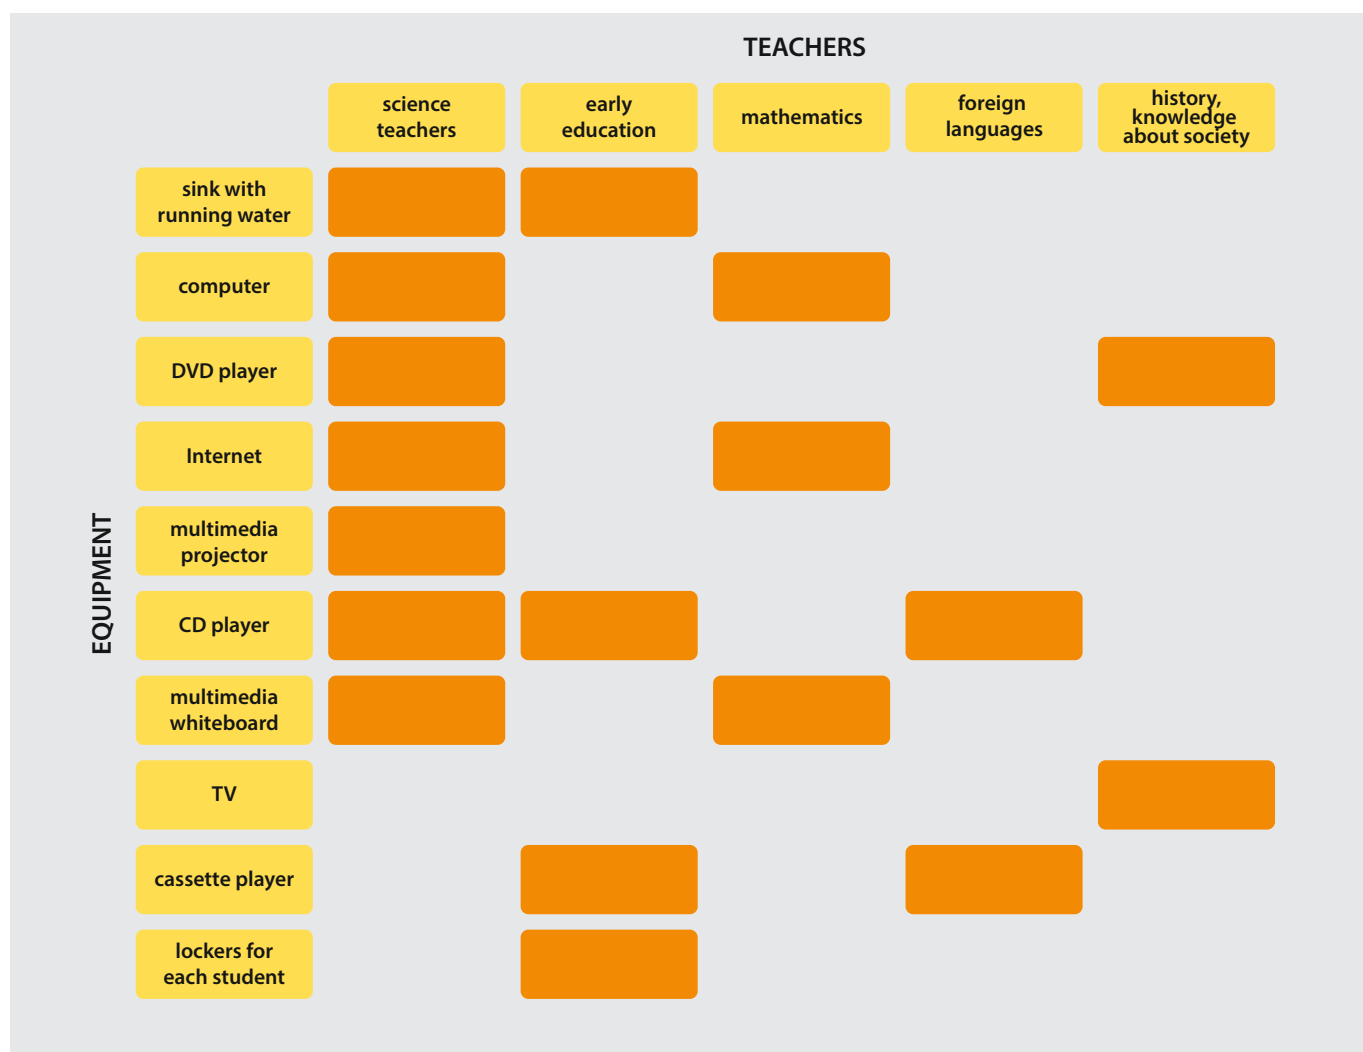 TEACHERS
science
teachers
early
education
mathematics
foreign
languages
history,
knowledge
about society
sink with
running water
computer
DVD player
Internet
multimedia
projector
EQUIPMENT
CD player
multimedia
whiteboard
TV
cassette player
lockers for
each student